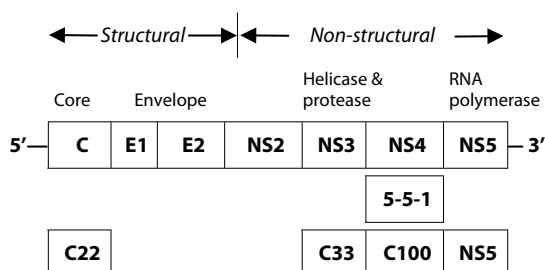 Structural Non-structural
Core Envelope Helicase & protease RNA polymerase
5′ C E1 E2 NS2 NS3 NS4 NS5 3′
5-5-1
C22 C33 C100 NS5